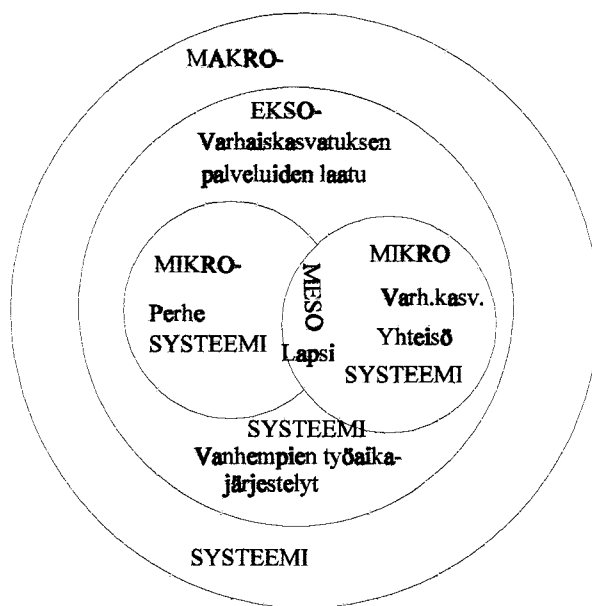 MAKRO-
EKSO-
Varhaiskasvatuksen
palveluiden laatu
MIKRO-
Perhe
SYSTEEMI
MESO
Lapsi
MIKRO
Varh.kasv.
Yhteisö
SYSTEEMI
SYSTEEMI
Vanhempien työaika-
järjestelyt
SYSTEEMI